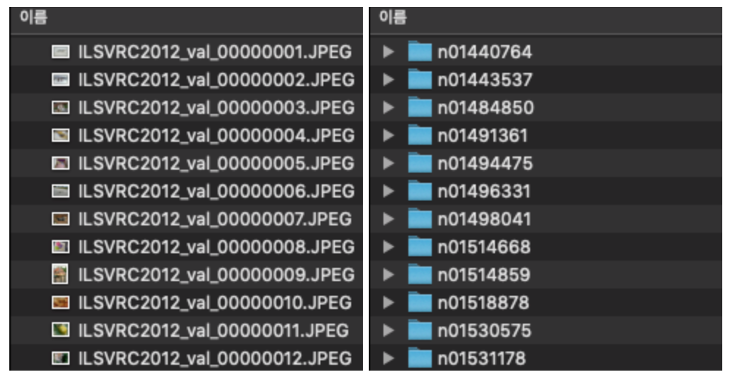 이름
ILSVRC2012_val_00000001.JPEG
ILSVRC2012_val_00000002.JPEG
ILSVRC2012_val_00000003.JPEG
ILSVRC2012_val_00000004.JPEG
ILSVRC2012_val_00000005.JPEG
ILSVRC2012_val_00000006.JPEG
ILSVRC2012_val_00000007.JPEG
ILSVRC2012_val_00000008.JPEG
ILSVRC2012_val_00000009.JPEG
ILSVRC2012_val_00000010.JPEG
ILSVRC2012_val_00000011.JPEG
ILSVRC2012_val_00000012.JPEG
이름
n01440764
n01443537
n01484850
n01491361
n01494475
n01496331
n01498041
n01514668
n01514859
n01518878
n01530575
n01531178